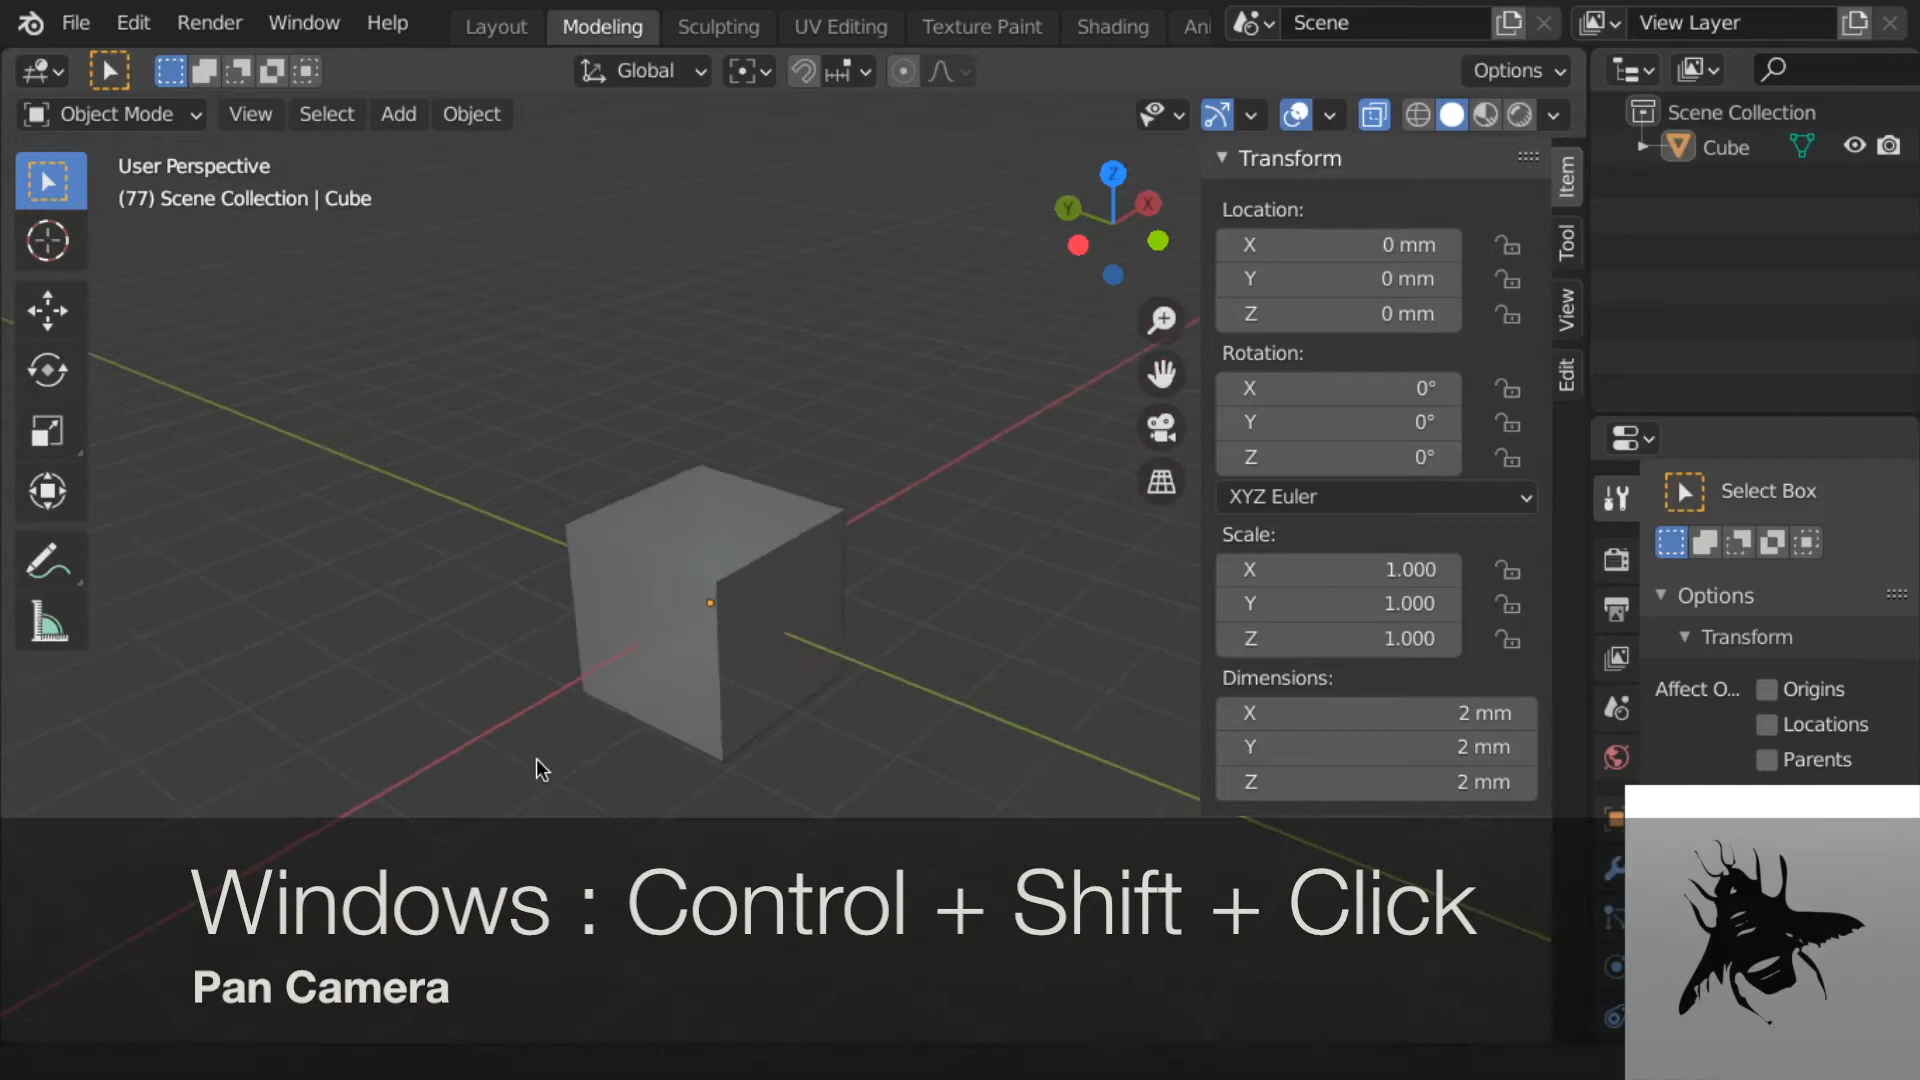 File Edit Render Window Help Layout Modeling Sculpting UV Editing Texture Paint Shading Ani Scene View Layer
Global Options
Object Mode View Select Add Object
User Perspective
(77) Scene Collection | Cube
Z
Y
X
Transform
Location:
X 0 mm
Y 0 mm
Z 0 mm
Rotation:
X 0°
Y 0°
Z 0°
XYZ Euler
Scale:
X 1.000
Y 1.000
Z 1.000
Dimensions:
X 2 mm
Y 2 mm
Z 2 mm
Item
Tool
View
Edit
Scene Collection
Cube
Select Box
Options
Transform
Affect O... Origins
Locations
Parents
Windows : Control + Shift + Click
Pan Camera